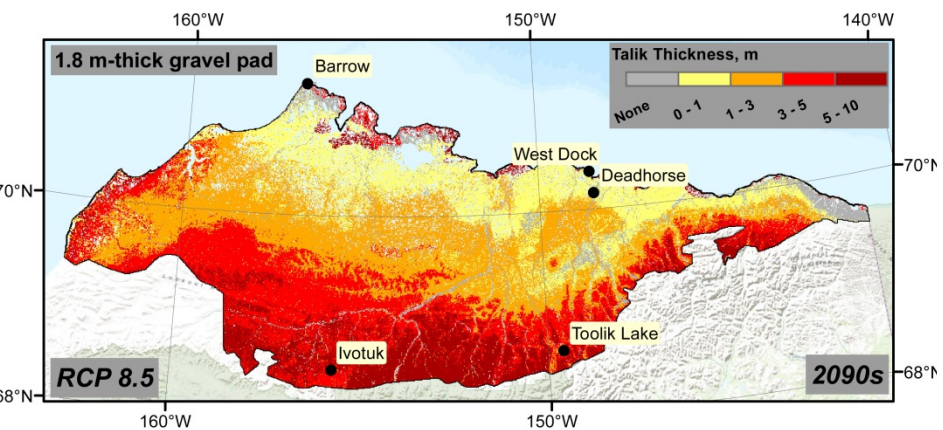 160°W 150°W 140°W
1.8 m-thick gravel pad
Talik Thickness, m
None 0 - 1 1 - 3 3 - 5 5 - 10
Barrow
West Dock
Deadhorse
70°N
70°N
Toolik Lake
Ivotuk
RCP 8.5
2090s
68°N
68°N
160°W 150°W